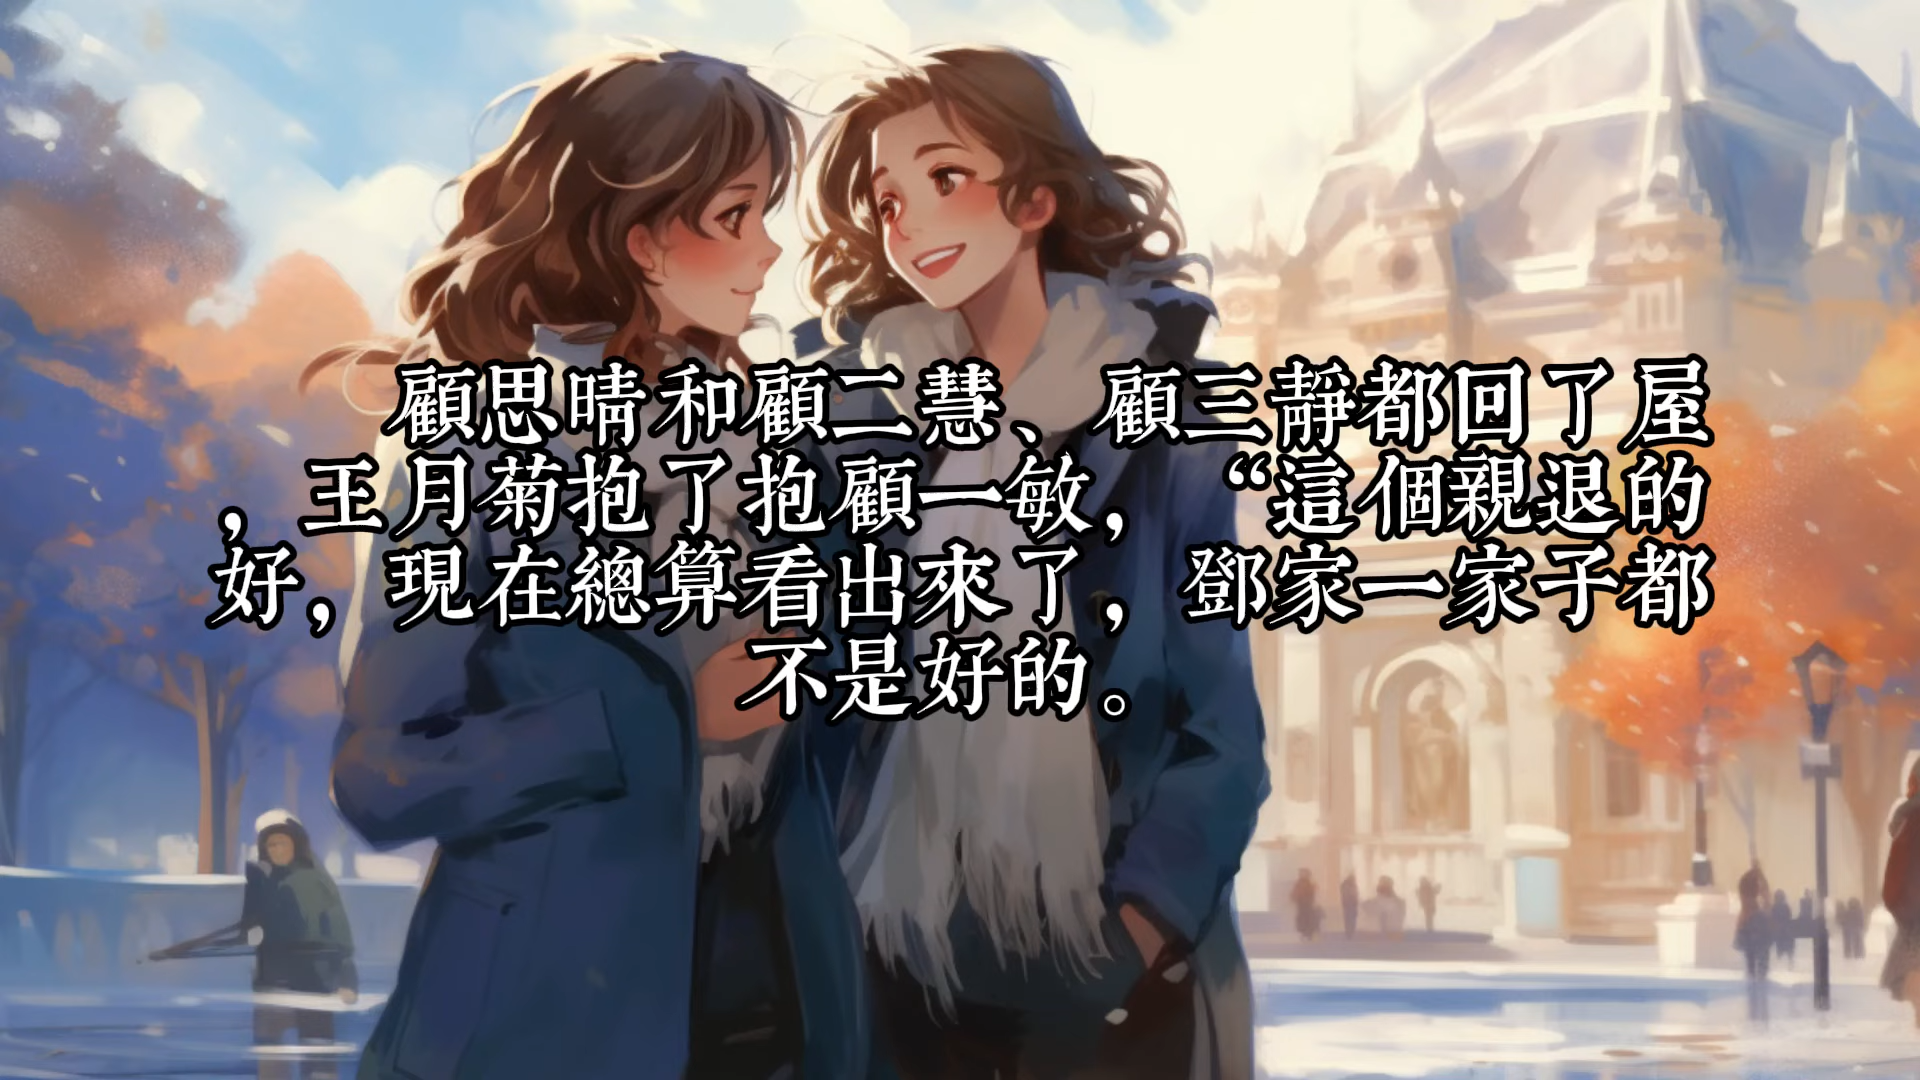 顧思晴和顧二慧、顧三靜都回了屋
，王月菊抱了抱顧一敏，“這個親退的
好，現在總算看出來了，鄧家一家子都
不是好的。